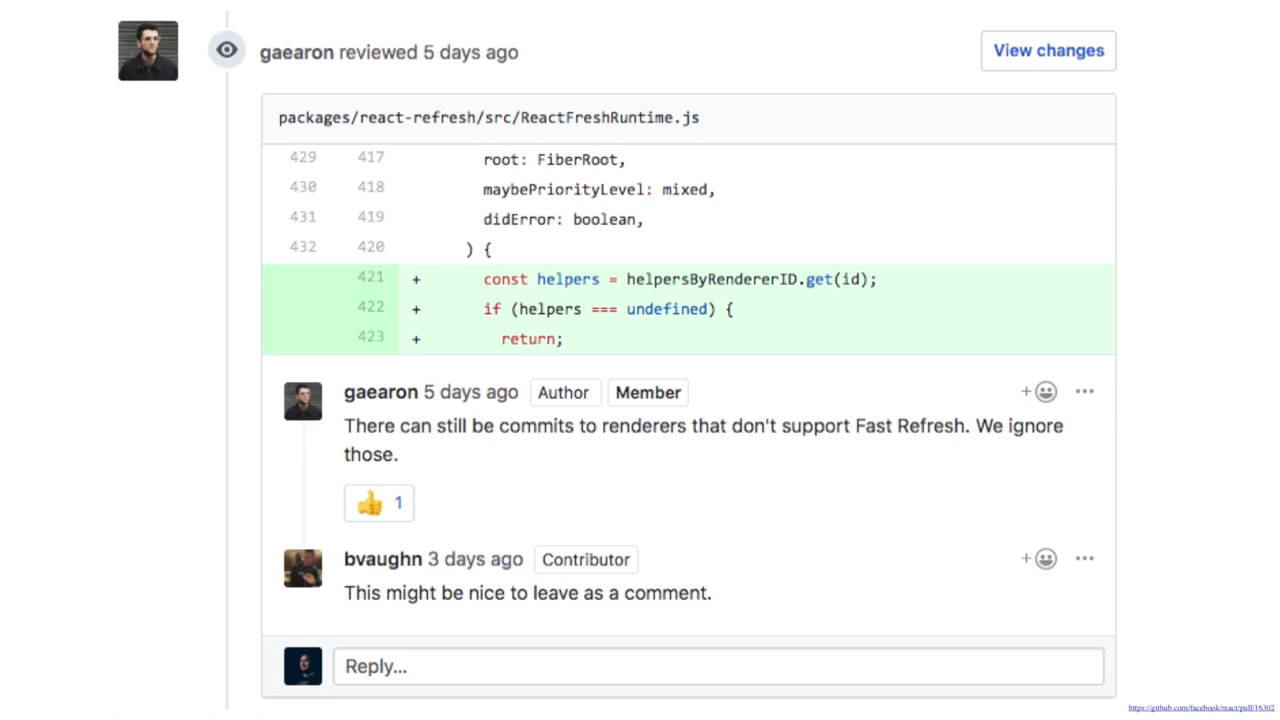 gaearon reviewed 5 days ago
View changes
packages/react-refresh/src/ReactFreshRuntime.js
429 417 root: FiberRoot,
430 418 maybePriorityLevel: mixed,
431 419 didError: boolean,
432 420 ) {
421 + const helpers = helpersByRendererID.get(id);
422 + if (helpers === undefined) {
423 + return;
gaearon 5 days ago Author Member
There can still be commits to renderers that don't support Fast Refresh. We ignore
those.
👍 1
bvaughn 3 days ago Contributor
This might be nice to leave as a comment.
Reply...
https://github.com/facebook/react/pull/16302